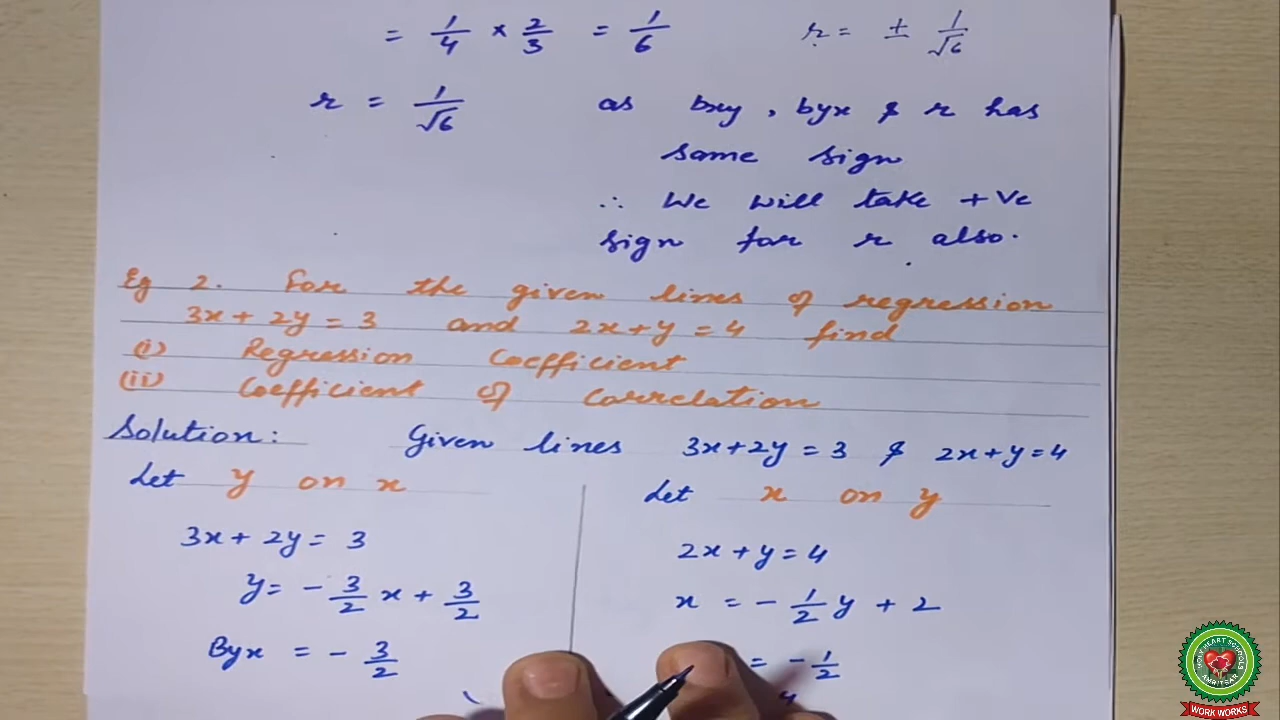 = 1/4 × 2/3 = 1/6 r = ± 1/√6
r = 1/√6 as bxy, byx & r has
same sign
∴ We will take +Ve
sign for r also.
Eg 2. For the given lines of regression
3x + 2y = 3 and 2x + y = 4 find
(i) Regression Coefficient
(ii) Coefficient of Correlation
Solution: Given lines 3x + 2y = 3 & 2x + y = 4
Let y on x
3x + 2y = 3
y = - 3/2 x + 3/2
Byx = - 3/2
Let x on y
2x + y = 4
x = - 1/2 y + 2
= - 1/2
AMRITSAR
WORK WORKS